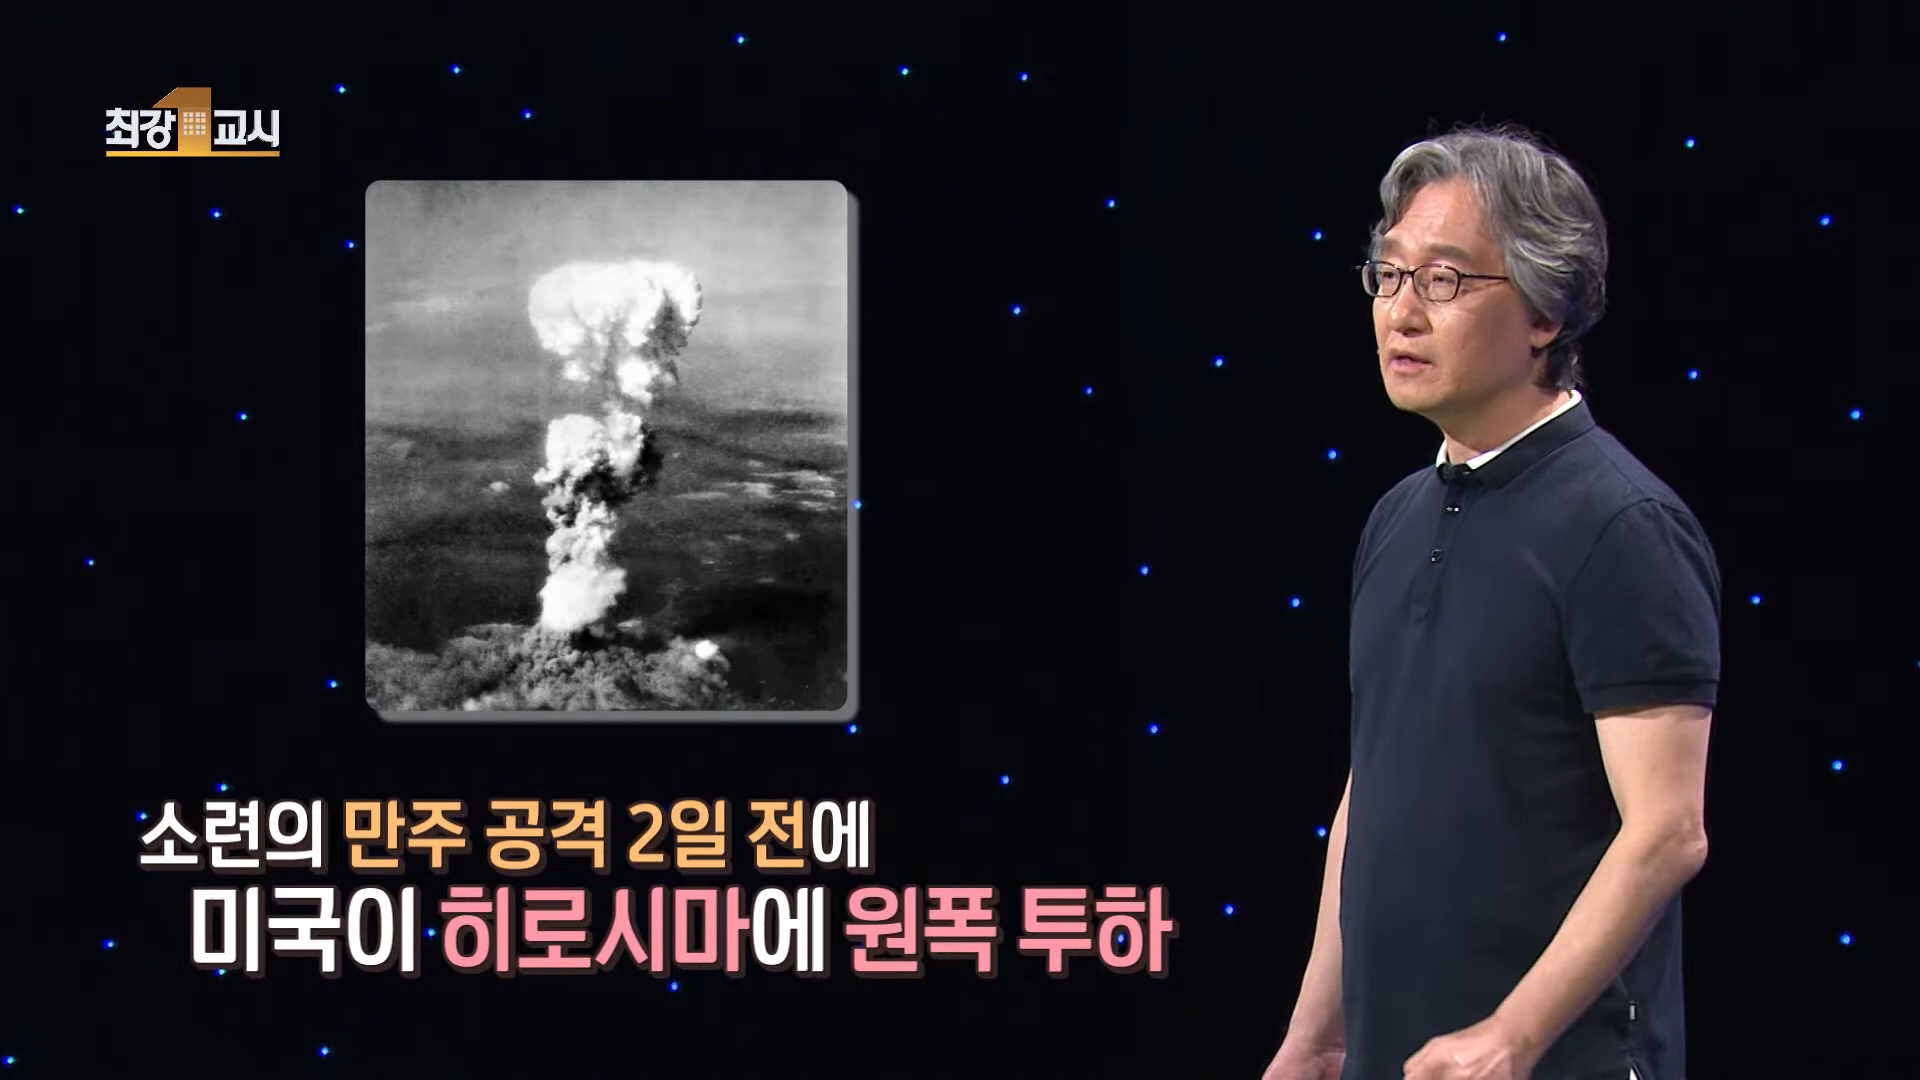 최강1교시
소련의 만주 공격 2일 전에
미국이 히로시마에 원폭 투하